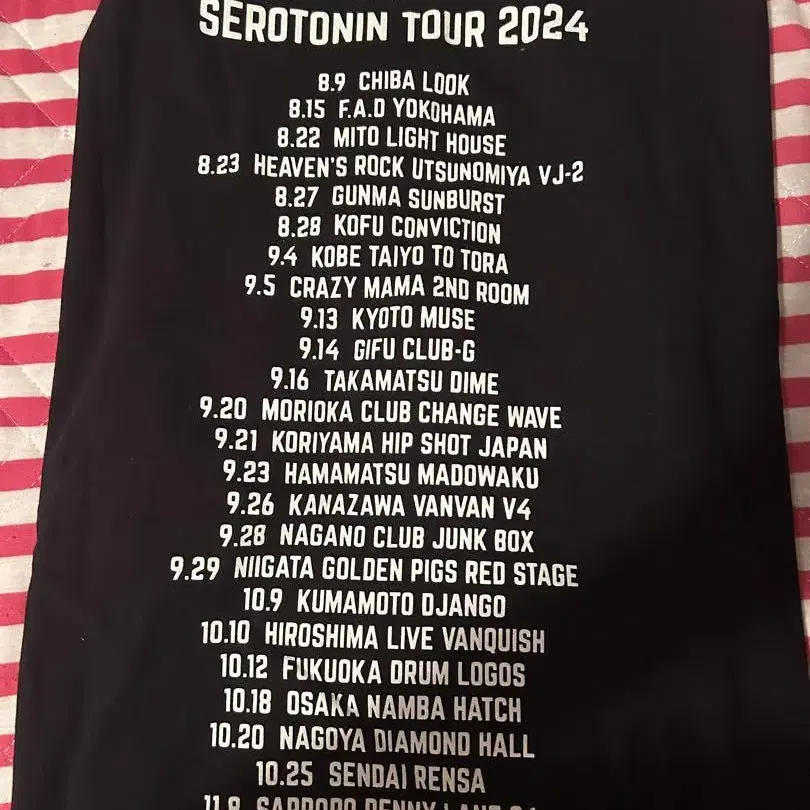 SEROTONIN TOUR 2024
8.9 CHIBA LOOK
8.15 F.A.D YOKOHAMA
8.22 MITO LIGHT HOUSE
8.23 HEAVEN'S ROCK UTSUNOMIYA VJ-2
8.27 GUNMA SUNBURST
8.28 KOFU CONVICTION
9.4 KOBE TAIYO TO TORA
9.5 CRAZY MAMA 2ND ROOM
9.13 KYOTO MUSE
9.14 GIFU CLUB-G
9.16 TAKAMATSU DIME
9.20 MORIOKA CLUB CHANGE WAVE
9.21 KORIYAMA HIP SHOT JAPAN
9.23 HAMAMATSU MADOWAKU
9.26 KANAZAWA VANVAN V4
9.28 NAGANO CLUB JUNK BOX
9.29 NIIGATA GOLDEN PIGS RED STAGE
10.9 KUMAMOTO DJANGO
10.10 HIROSHIMA LIVE VANQUISH
10.12 FUKUOKA DRUM LOGOS
10.18 OSAKA NAMBA HATCH
10.20 NAGOYA DIAMOND HALL
10.25 SENDAI RENSA
11.8 SAPPORO PENNY LANE 24